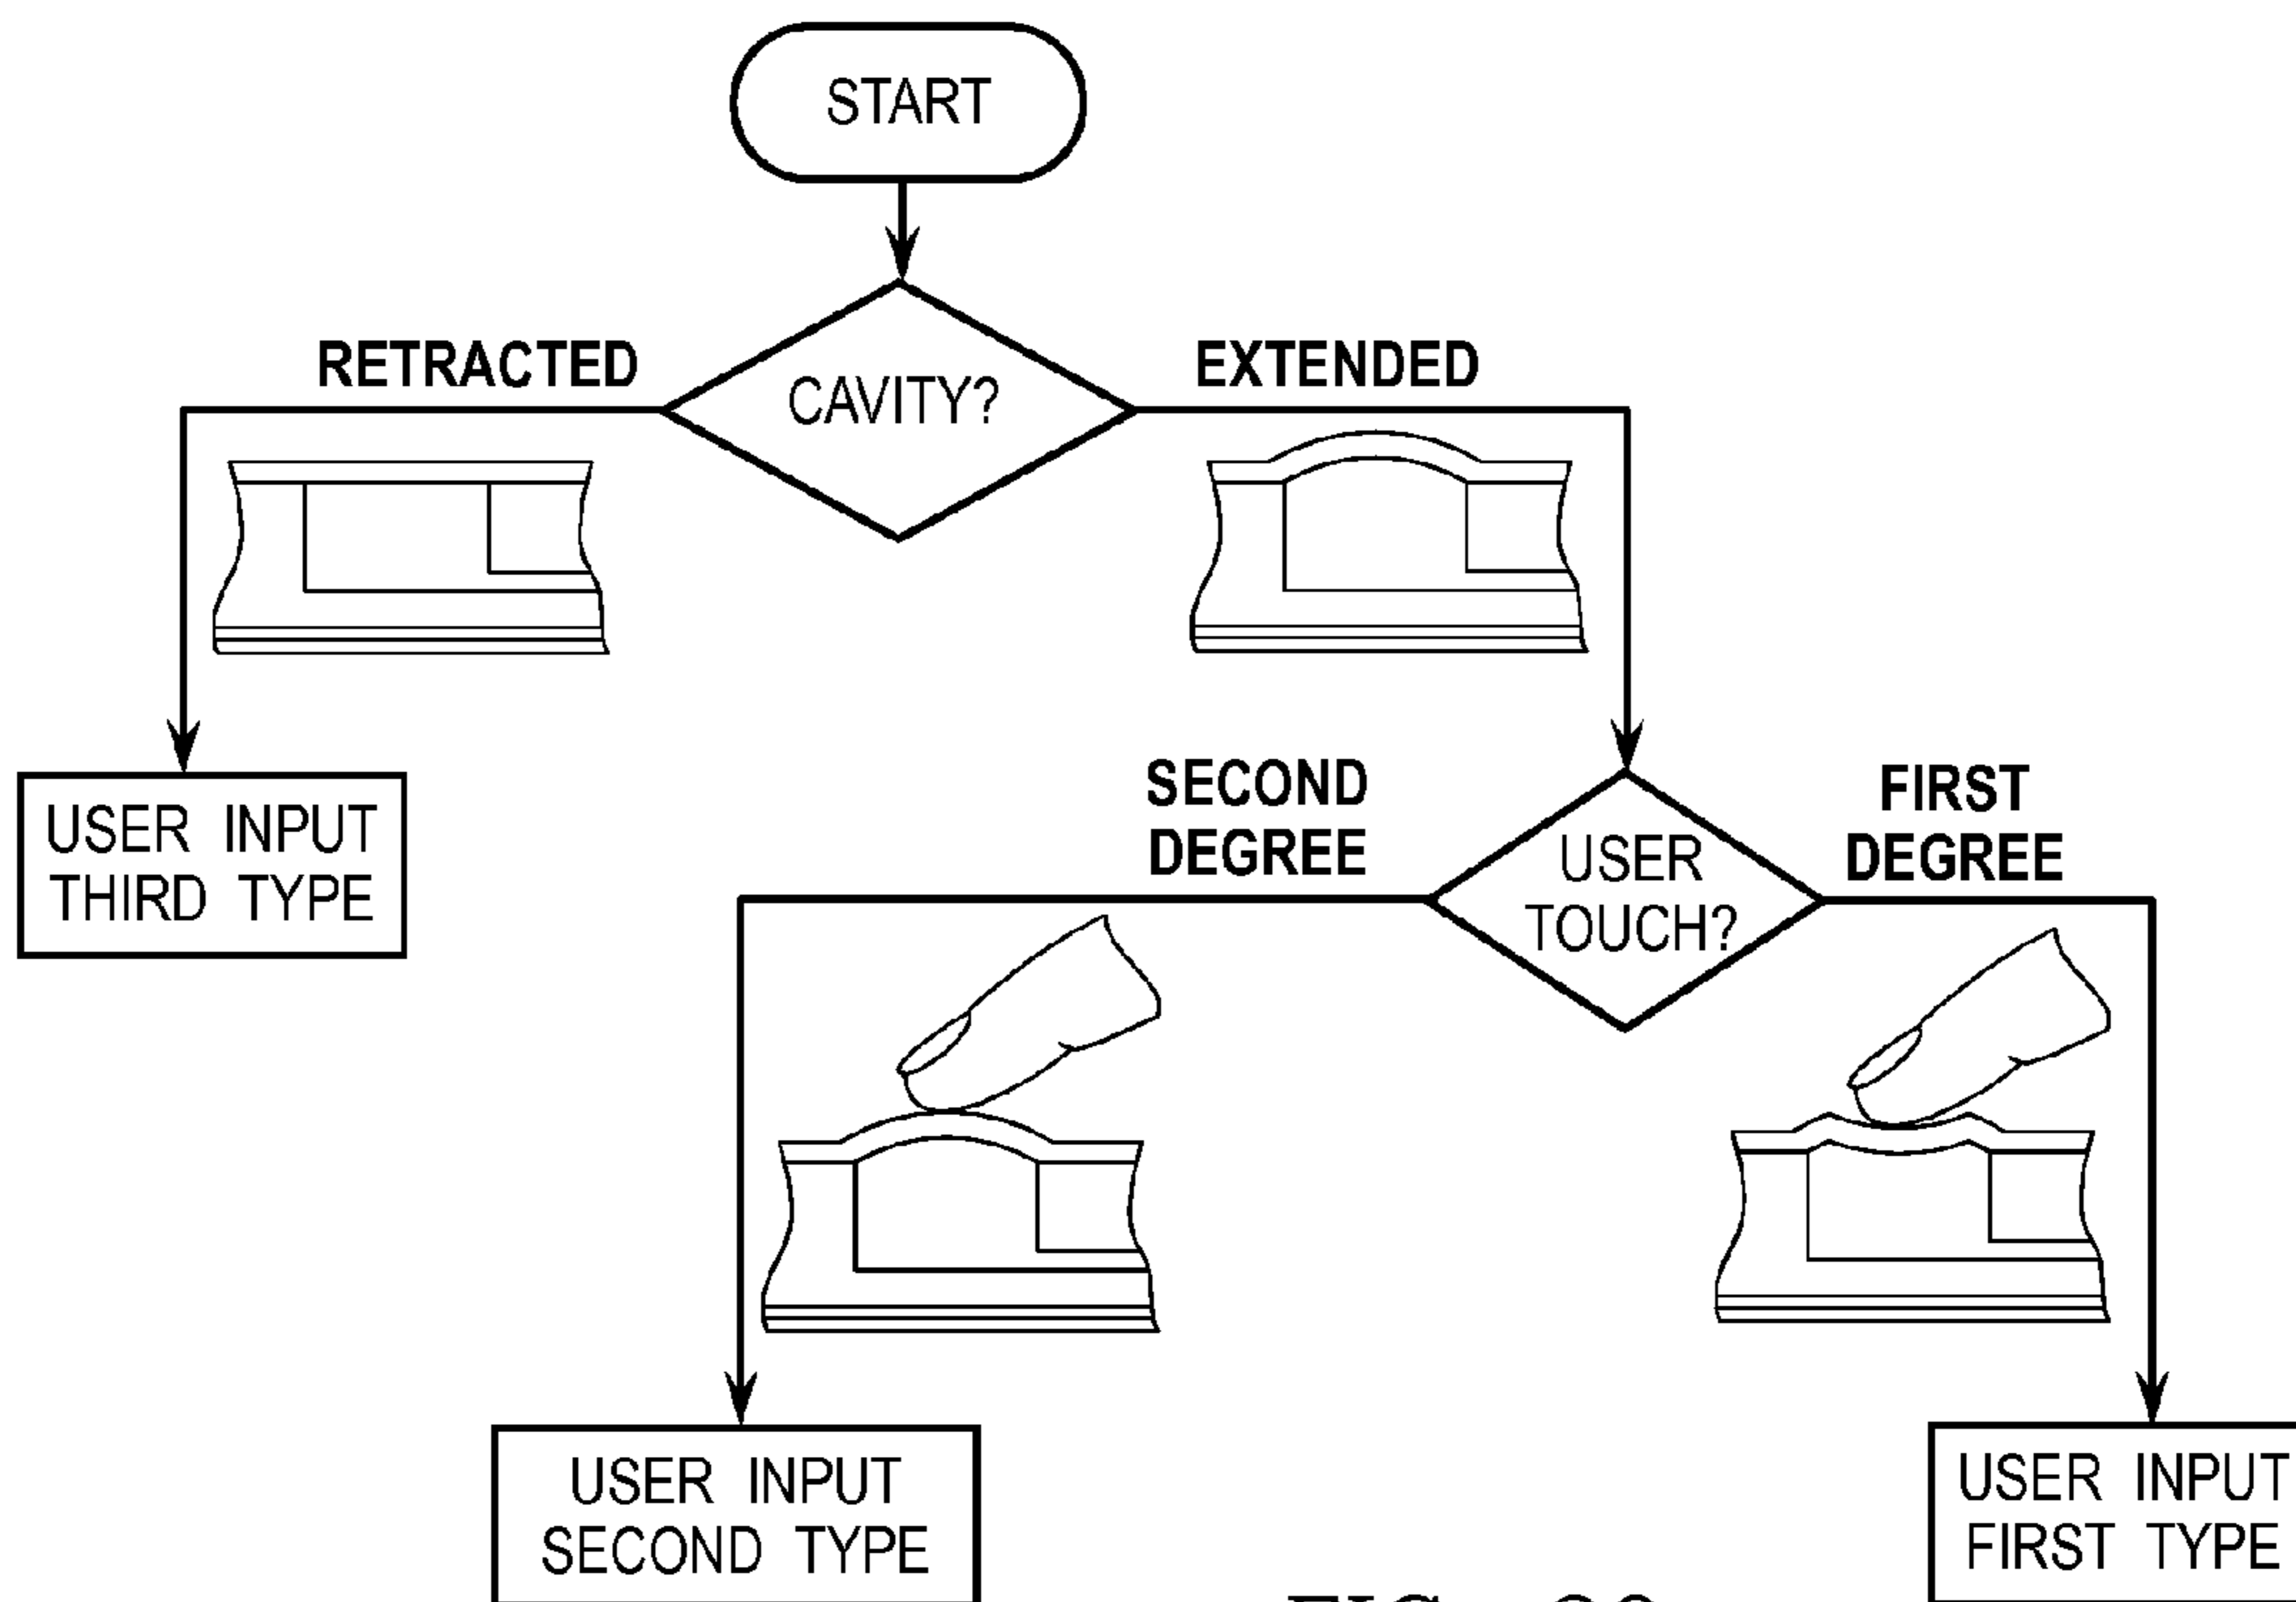 START
RETRACTED
CAVITY?
EXTENDED
USER INPUT
THIRD TYPE
SECOND
DEGREE
USER
TOUCH?
FIRST
DEGREE
USER INPUT
SECOND TYPE
USER INPUT
FIRST TYPE